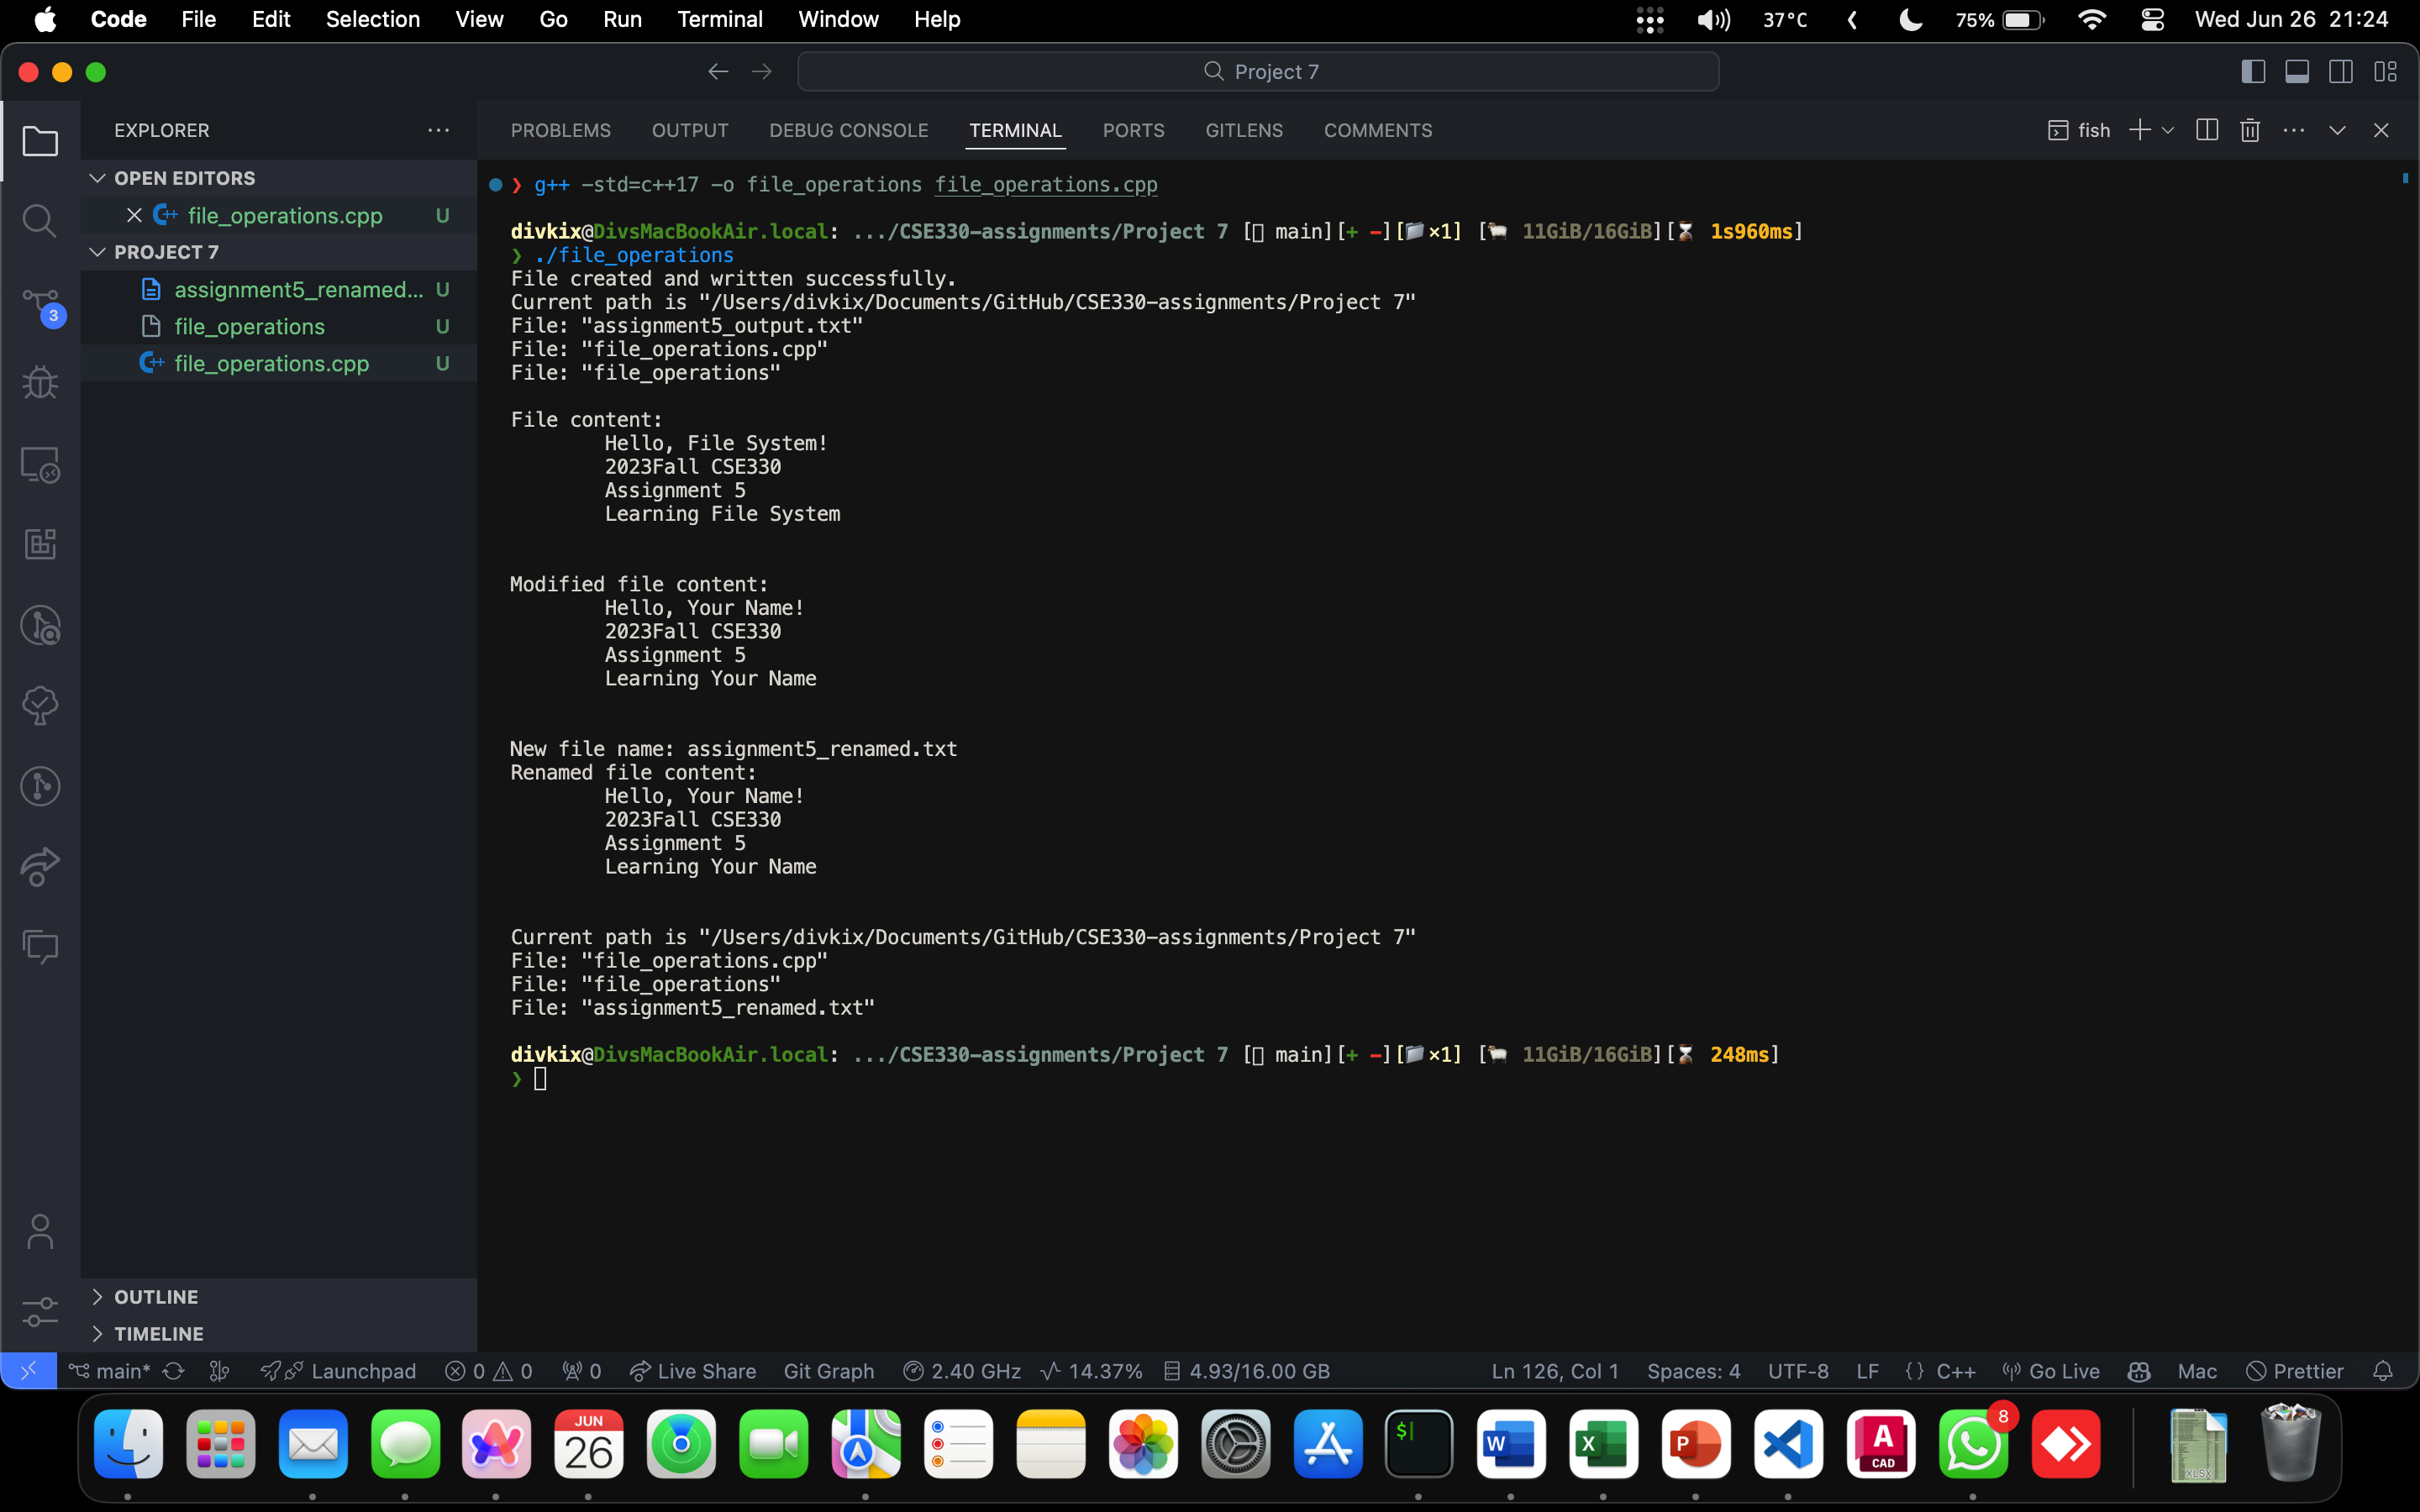 Code File Edit Selection View Go Run Terminal Window Help 37°C 75% Wed Jun 26 21:24
Project 7
EXPLORER
PROBLEMS OUTPUT DEBUG CONSOLE TERMINAL PORTS GITLENS COMMENTS fish
OPEN EDITORS
file_operations.cpp U
PROJECT 7
assignment5_renamed... U
file_operations U
file_operations.cpp U
3
❯ g++ -std=c++17 -o file_operations file_operations.cpp
divkix@DivsMacBookAir.local: .../CSE330-assignments/Project 7 [▯ main][+ -][📁×1] [🐏 11GiB/16GiB][⏳ 1s960ms]
❯ ./file_operations
File created and written successfully.
Current path is "/Users/divkix/Documents/GitHub/CSE330-assignments/Project 7"
File: "assignment5_output.txt"
File: "file_operations.cpp"
File: "file_operations"
File content:
Hello, File System!
2023Fall CSE330
Assignment 5
Learning File System
Modified file content:
Hello, Your Name!
2023Fall CSE330
Assignment 5
Learning Your Name
New file name: assignment5_renamed.txt
Renamed file content:
Hello, Your Name!
2023Fall CSE330
Assignment 5
Learning Your Name
Current path is "/Users/divkix/Documents/GitHub/CSE330-assignments/Project 7"
File: "file_operations.cpp"
File: "file_operations"
File: "assignment5_renamed.txt"
divkix@DivsMacBookAir.local: .../CSE330-assignments/Project 7 [▯ main][+ -][📁×1] [🐏 11GiB/16GiB][⏳ 248ms]
❯
OUTLINE
TIMELINE
main* Launchpad 0 0 0 Live Share Git Graph 2.40 GHz 14.37% 4.93/16.00 GB Ln 126, Col 1 Spaces: 4 UTF-8 LF {} C++ Go Live Mac Prettier
JUN
26
$
W
X
P
A
CAD
8
XLSX